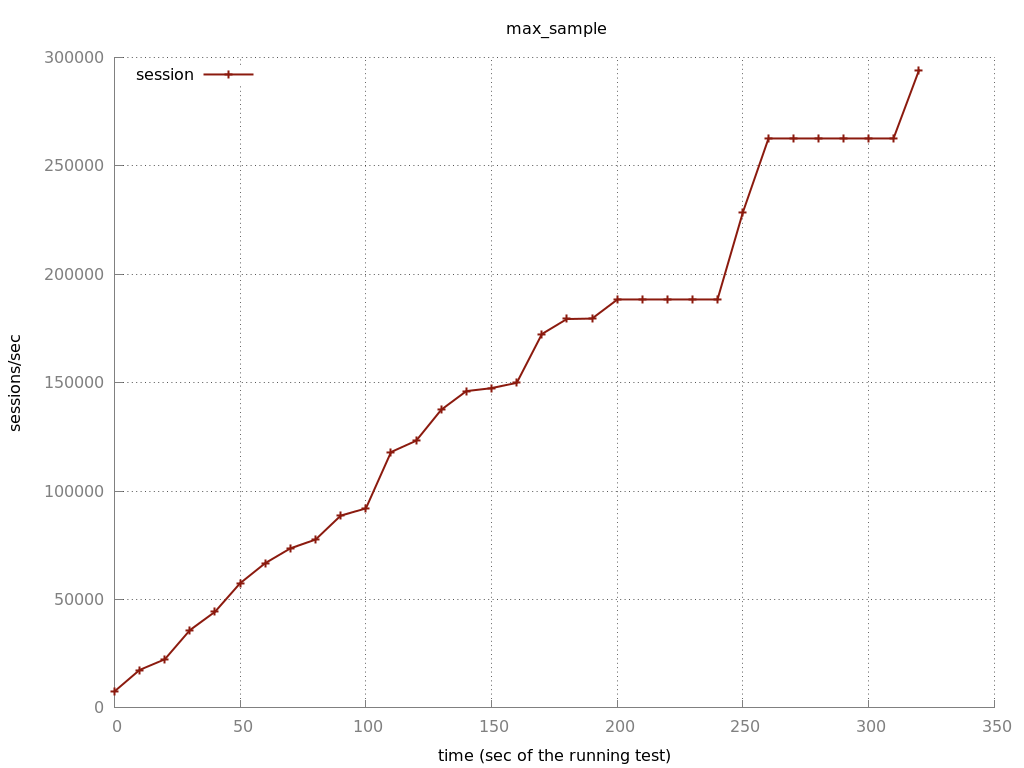 max_sample
300000
session
250000
200000
150000
100000
50000
0
sessions/sec
0 50 100 150 200 250 300 350
time (sec of the running test)